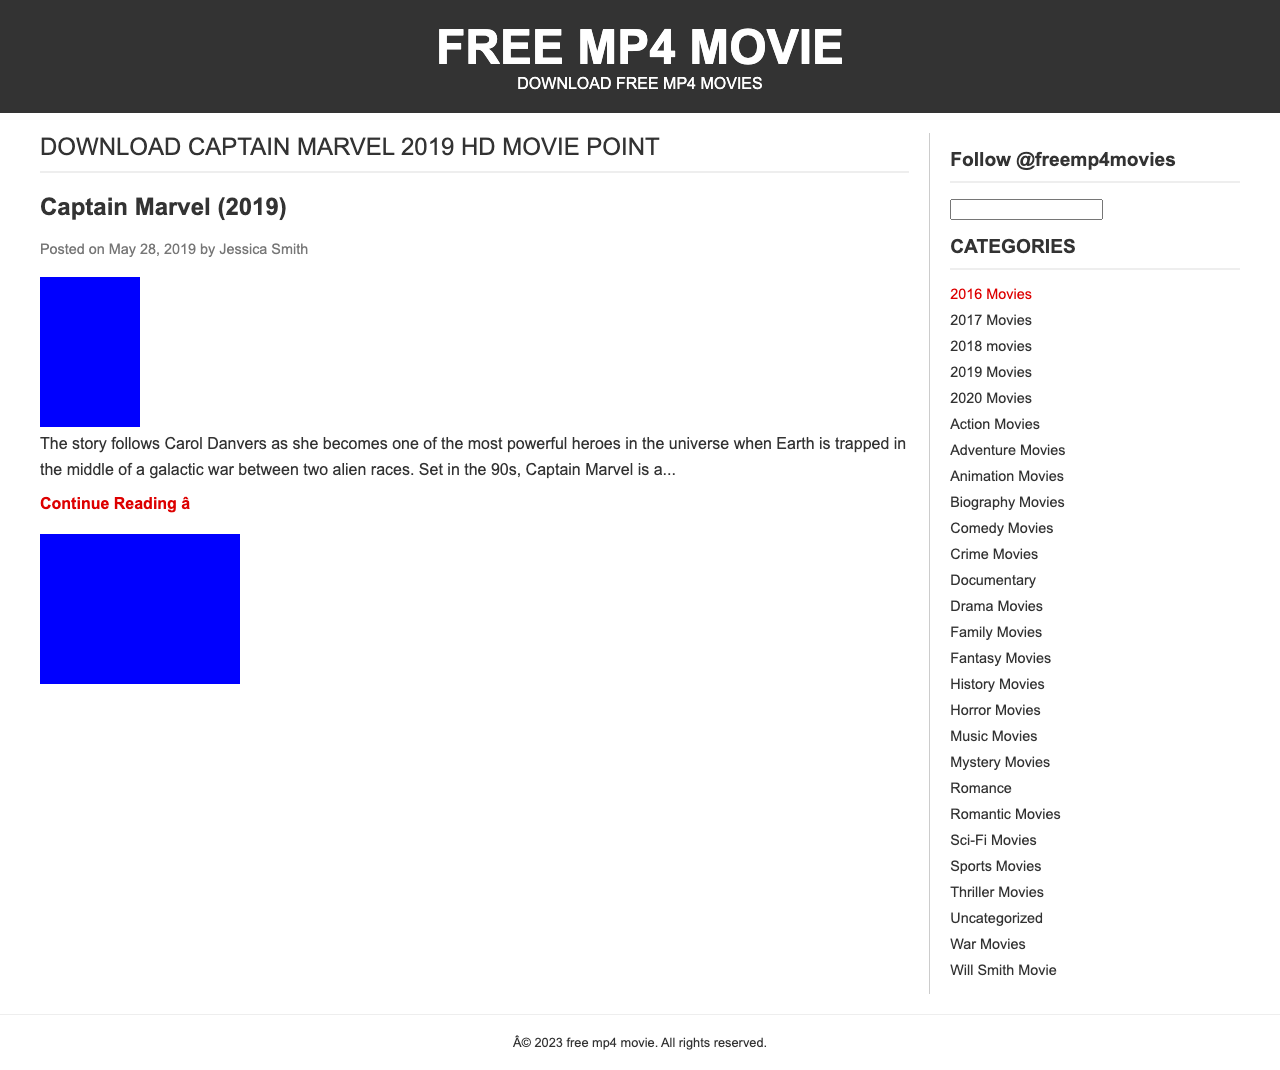 FREE MP4 MOVIE
DOWNLOAD FREE MP4 MOVIES
DOWNLOAD CAPTAIN MARVEL 2019 HD MOVIE POINT
Captain Marvel (2019)
Posted on May 28, 2019 by Jessica Smith
The story follows Carol Danvers as she becomes one of the most powerful heroes in the universe when Earth is trapped in
the middle of a galactic war between two alien races. Set in the 90s, Captain Marvel is a...
Continue Reading â
Follow @freemp4movies
CATEGORIES
2016 Movies
2017 Movies
2018 movies
2019 Movies
2020 Movies
Action Movies
Adventure Movies
Animation Movies
Biography Movies
Comedy Movies
Crime Movies
Documentary
Drama Movies
Family Movies
Fantasy Movies
History Movies
Horror Movies
Music Movies
Mystery Movies
Romance
Romantic Movies
Sci-Fi Movies
Sports Movies
Thriller Movies
Uncategorized
War Movies
Will Smith Movie
Â© 2023 free mp4 movie. All rights reserved.